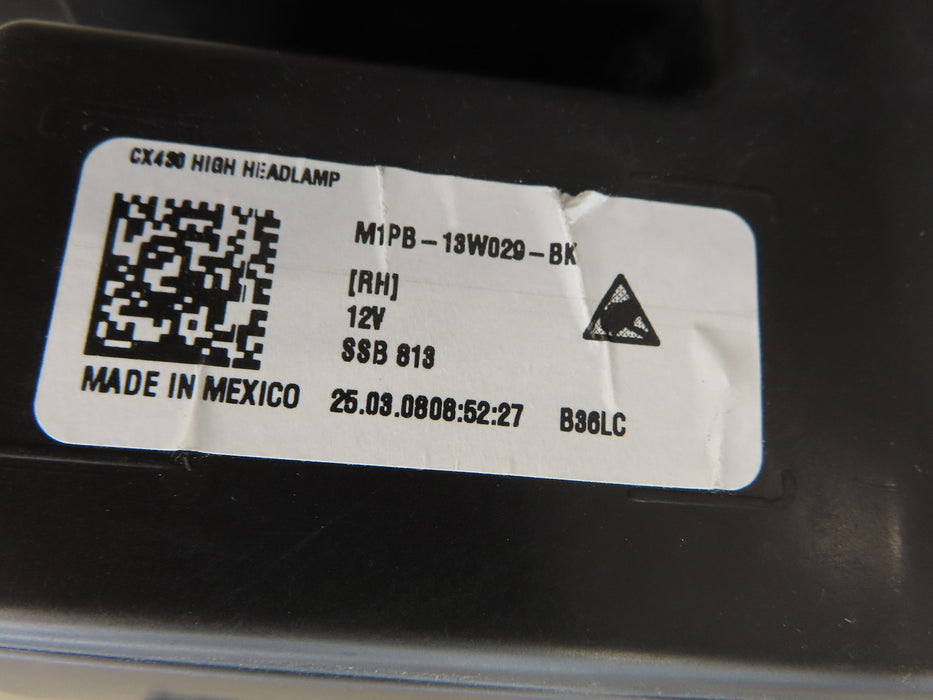 CX430 HIGH HEADLAMP
M1PB-13W029-BK
[RH]
12V
SSB 813
MADE IN MEXICO
25.03.0808:52:27
B36LC